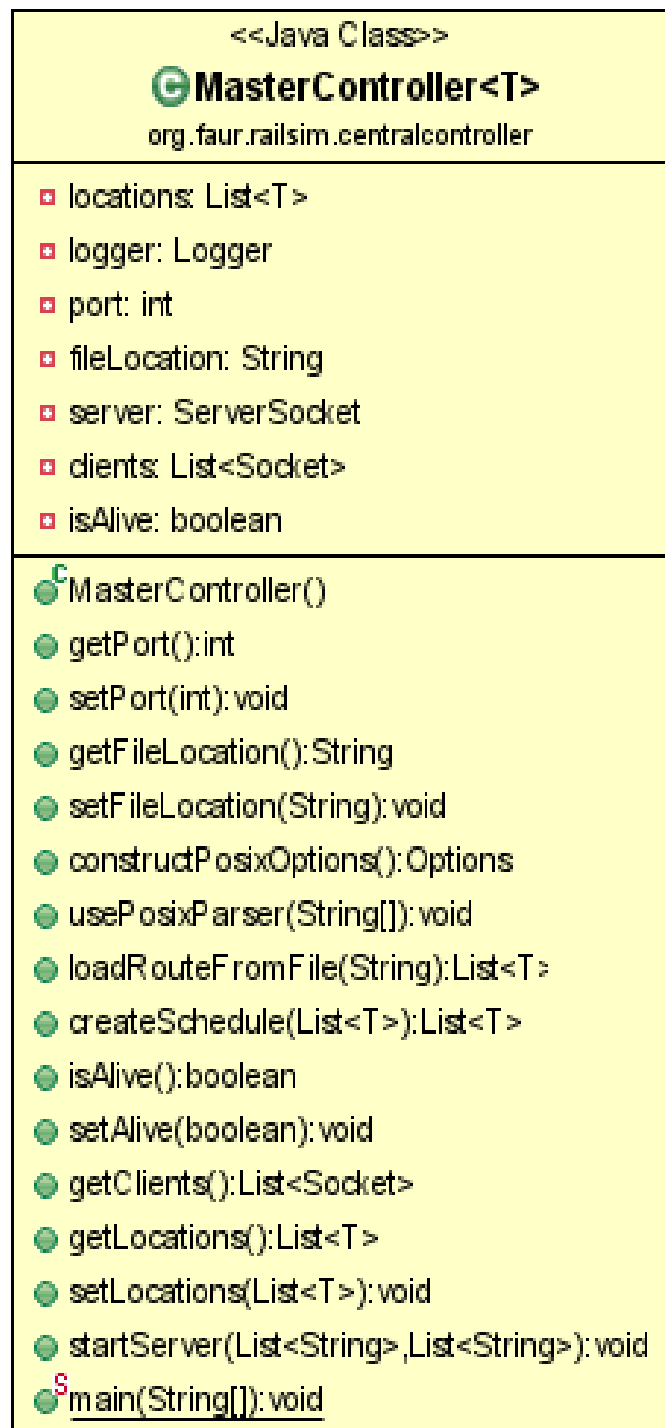 <<Java Class>>
C MasterController<T>
org.faur.railsim.centralcontroller
locations: List<T>
logger: Logger
port: int
fileLocation: String
server: ServerSocket
clients: List<Socket>
isAlive: boolean
C MasterController()
getPort():int
setPort(int):void
getFileLocation():String
setFileLocation(String):void
constructPosixOptions():Options
usePosixParser(String[]):void
loadRouteFromFile(String):List<T>
createSchedule(List<T>):List<T>
isAlive():boolean
setAlive(boolean):void
getClients():List<Socket>
getLocations():List<T>
setLocations(List<T>):void
startServer(List<String>,List<String>):void
S main(String[]):void